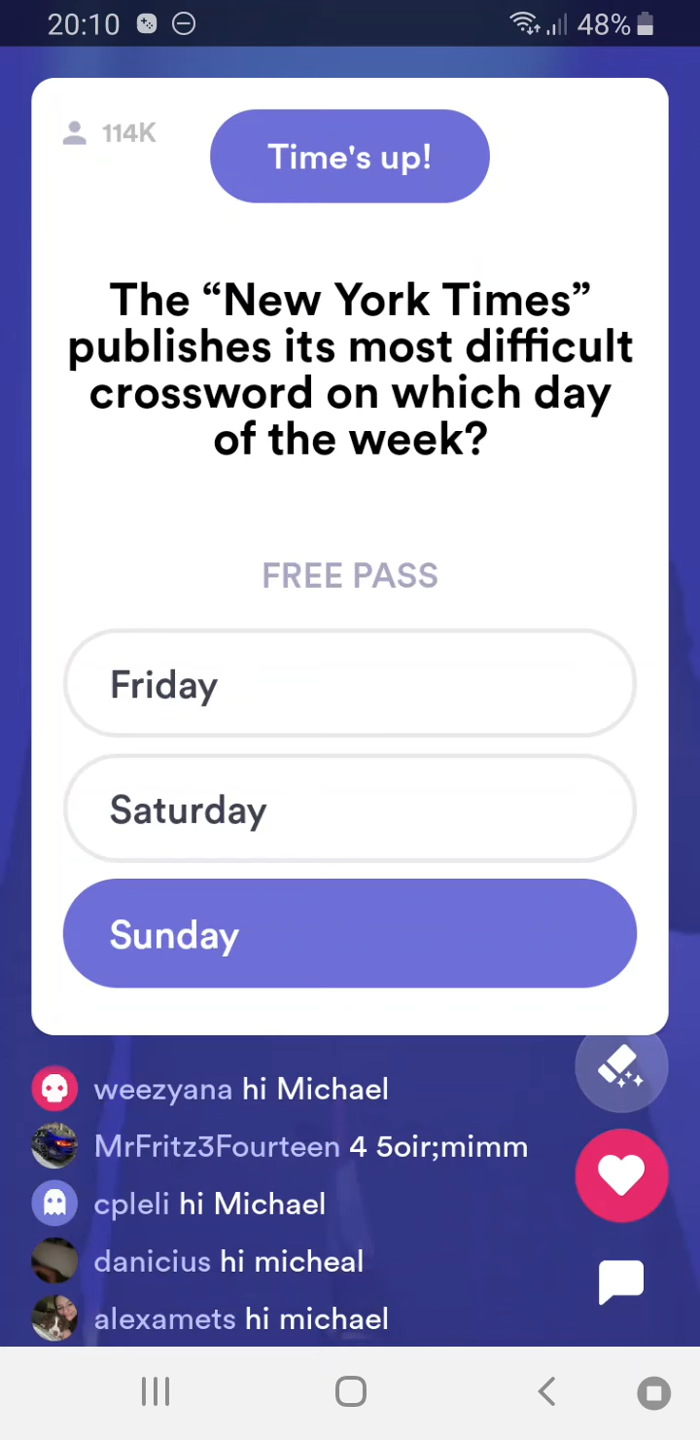 20:10 48%
114K
Time's up!
The “New York Times”
publishes its most difficult
crossword on which day
of the week?
FREE PASS
Friday
Saturday
Sunday
weezyana hi Michael
MrFritz3Fourteen 4 5oir;mimm
cpleli hi Michael
danicius hi micheal
alexamets hi michael